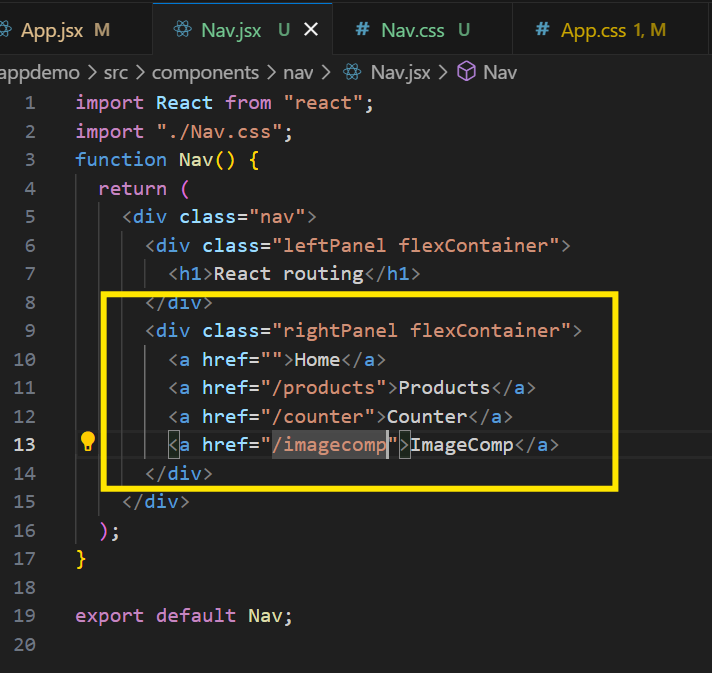 App.jsx M Nav.jsx U Nav.css U App.css 1, M
appdemo > src > components > nav > Nav.jsx > Nav
1 import React from "react";
2 import "./Nav.css";
3 function Nav() {
4 return (
5 <div class="nav">
6 <div class="leftPanel flexContainer">
7 <h1>React routing</h1>
8 </div>
9 <div class="rightPanel flexContainer">
10 <a href="">Home</a>
11 <a href="/products">Products</a>
12 <a href="/counter">Counter</a>
13 <a href="/imagecomp">ImageComp</a>
14 </div>
15 </div>
16 );
17 }
18
19 export default Nav;
20